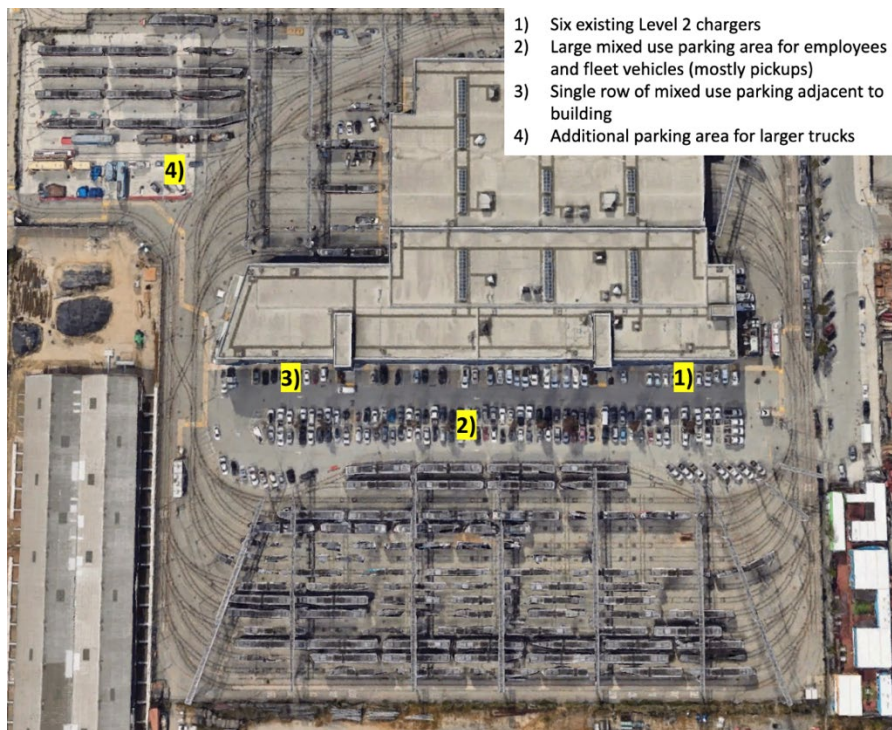 1) Six existing Level 2 chargers
2) Large mixed use parking area for employees
and fleet vehicles (mostly pickups)
3) Single row of mixed use parking adjacent to
building
4) Additional parking area for larger trucks
4)
3)
1)
2)